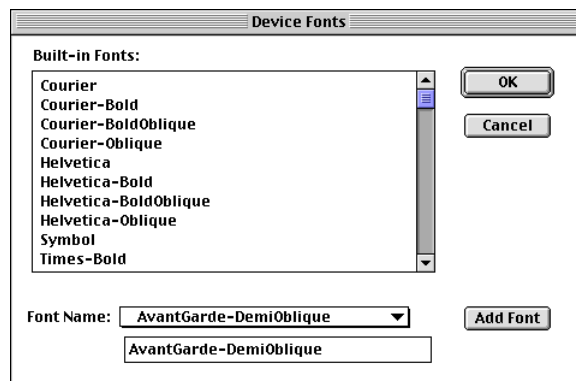 Device Fonts
Built-in Fonts:
Courier
Courier-Bold
Courier-BoldOblique
Courier-Oblique
Helvetica
Helvetica-Bold
Helvetica-BoldOblique
Helvetica-Oblique
Symbol
Times-Bold
OK
Cancel
Font Name: AvantGarde-DemiOblique
Add Font
AvantGarde-DemiOblique